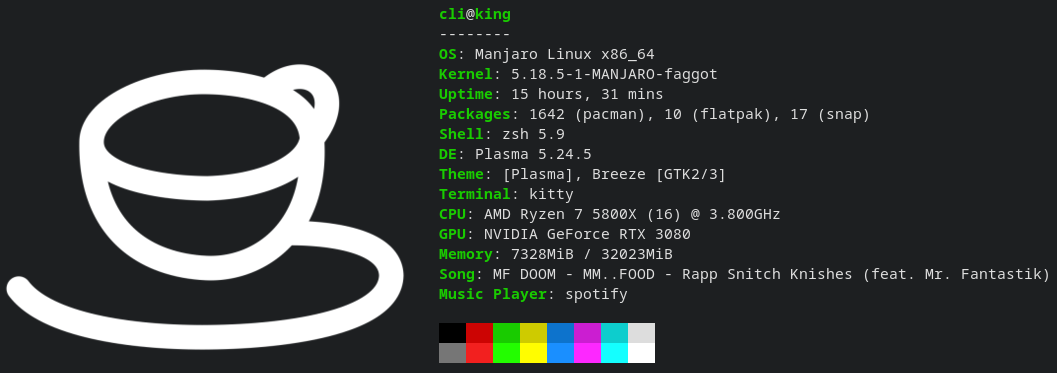 cli@king
--------
OS: Manjaro Linux x86_64
Kernel: 5.18.5-1-MANJARO-faggot
Uptime: 15 hours, 31 mins
Packages: 1642 (pacman), 10 (flatpak), 17 (snap)
Shell: zsh 5.9
DE: Plasma 5.24.5
Theme: [Plasma], Breeze [GTK2/3]
Terminal: kitty
CPU: AMD Ryzen 7 5800X (16) @ 3.800GHz
GPU: NVIDIA GeForce RTX 3080
Memory: 7328MiB / 32023MiB
Song: MF DOOM - MM..FOOD - Rapp Snitch Knishes (feat. Mr. Fantastik)
Music Player: spotify